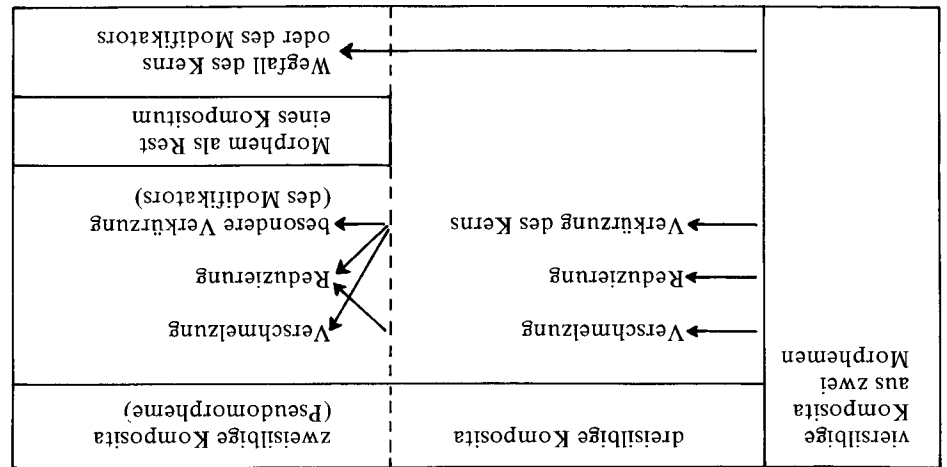 viersilbige
Komposita
aus zwei
Morphemen
dreisilbige Komposita
zweisilbige Komposita
(Pseudomorpheme)
Verschmelzung
Reduzierung
Verkürzung des Kerns
Verschmelzung
Reduzierung
besondere Verkürzung
(des Modifikators)
Morphem als Rest
eines Kompositum
Wegfall des Kerns
oder des Modifikators